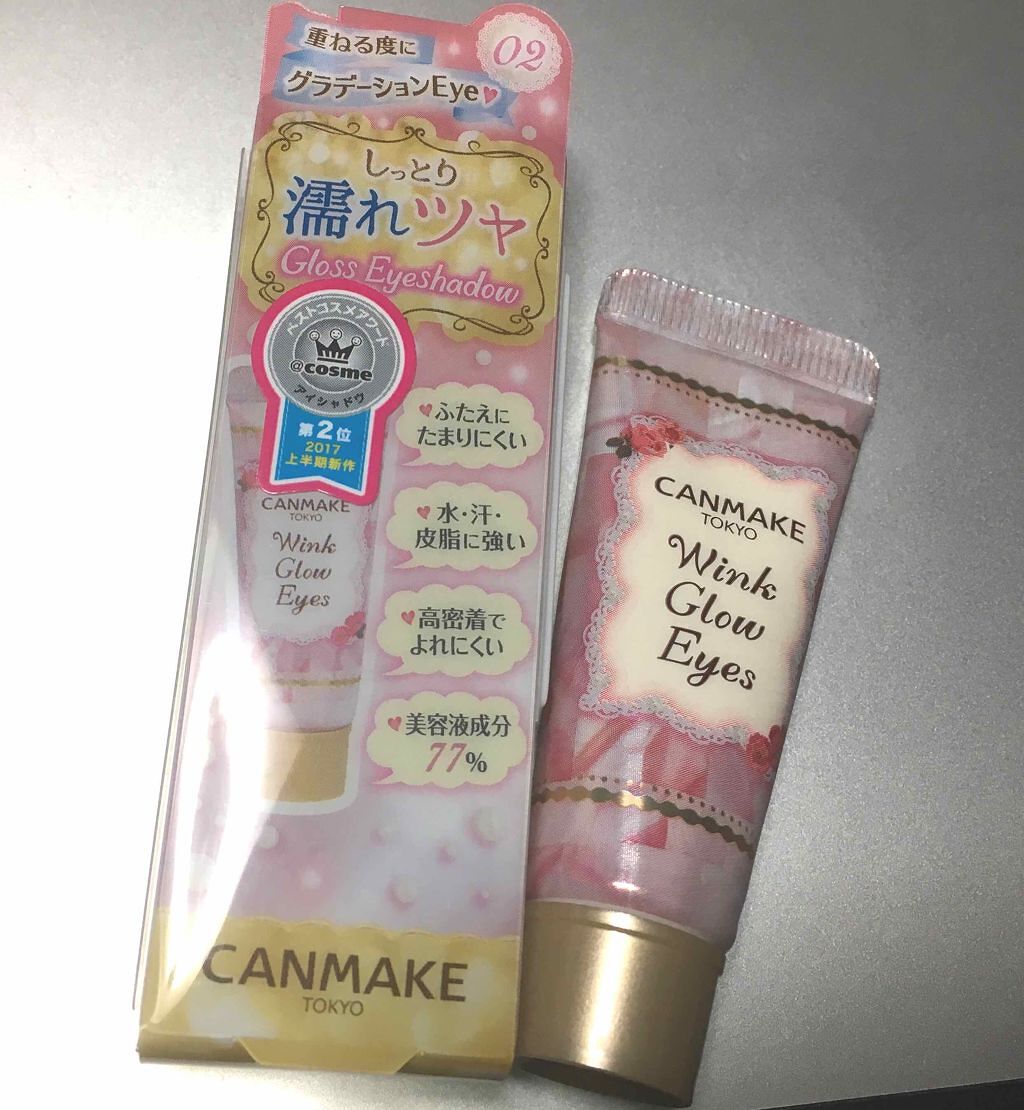 重ねる度に
グラデーションEye♥
02
しっとり
濡れツヤ
Gloss Eyeshadow
ベストコスメアワード
@cosme
アイシャドウ
第2位
2017
上半期新作
♥ふたえに
たまりにくい
♥水・汗・
皮脂に強い
♥高密着で
よれにくい
♥美容液成分
77%
CANMAKE
TOKYO
Wink
Glow
Eyes
CANMAKE
TOKYO
CANMAKE
TOKYO
Wink
Glow
Eyes